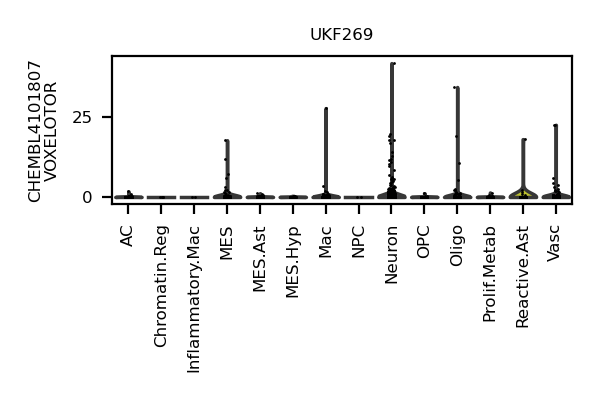 UKF269
CHEMBL4101807
VOXELOTOR
25
0
AC
Chromatin.Reg
Inflammatory.Mac
MES
MES.Ast
MES.Hyp
Mac
NPC
Neuron
OPC
Oligo
Prolif.Metab
Reactive.Ast
Vasc